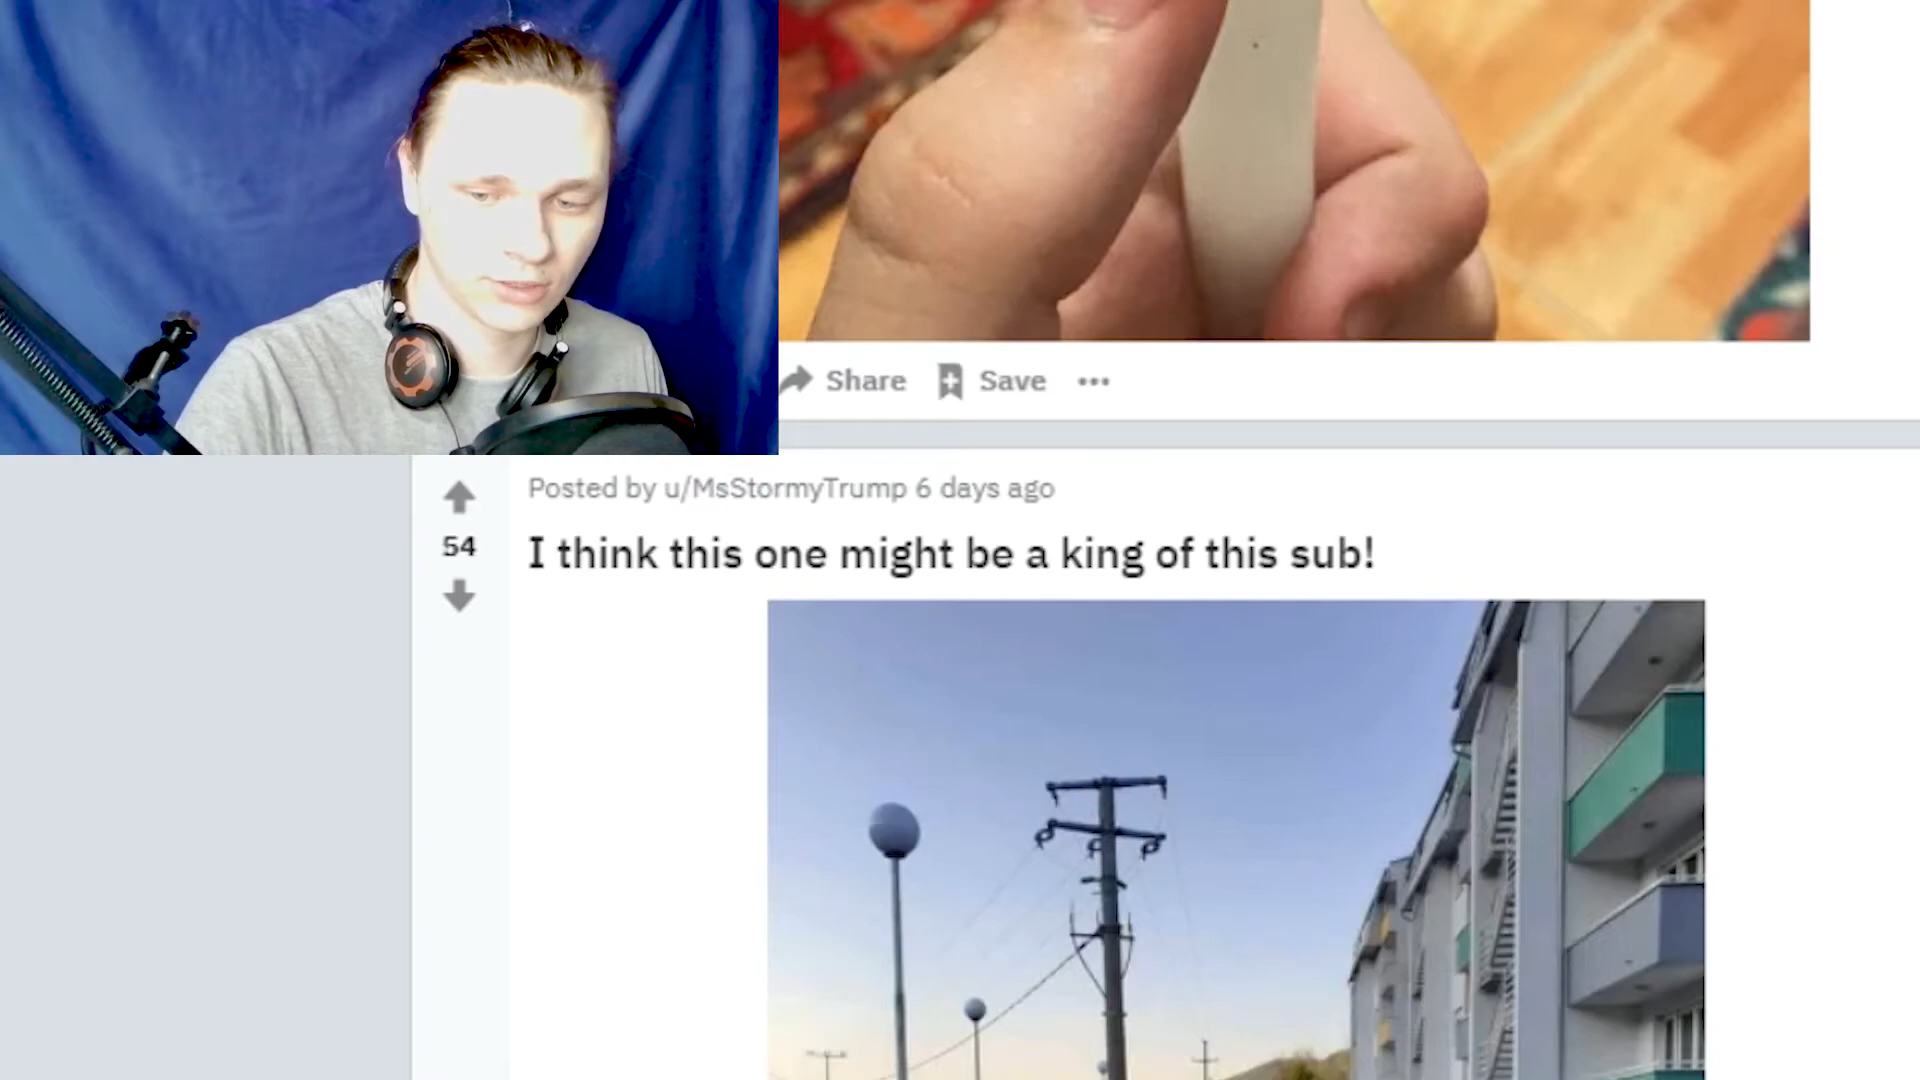 Share Save
Posted by u/MsStormyTrump 6 days ago
54
I think this one might be a king of this sub!